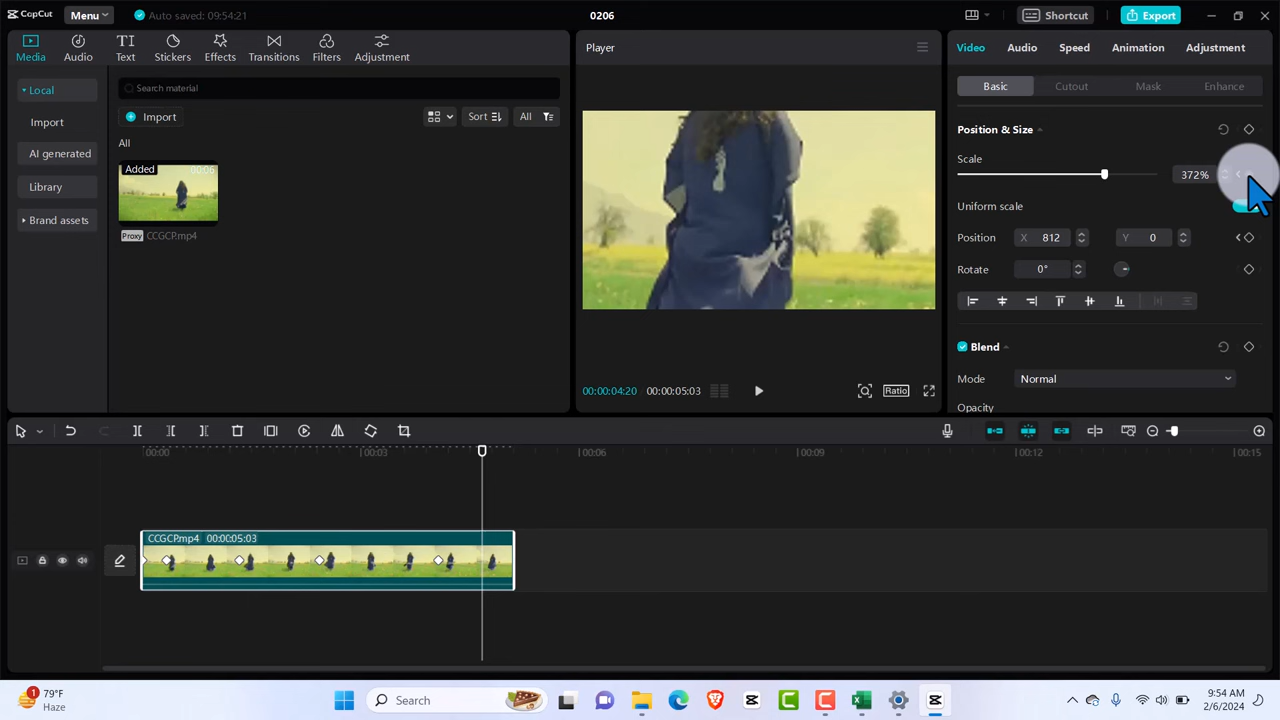 CapCut
Menu
Auto saved: 09:54:21
0206
Shortcut
Export
Media
Audio
Text
Stickers
Effects
Transitions
Filters
Adjustment
Local
Import
AI generated
Library
Brand assets
Search material
Import
Sort
All
All
Added
00:06
Proxy CCGCP.mp4
Player
00:00:04:20
00:00:05:03
Ratio
Video
Audio
Speed
Animation
Adjustment
Basic
Cutout
Mask
Enhance
Position & Size
Scale
372%
Uniform scale
Position
X 812
Y 0
Rotate
0°
Blend
Mode
Normal
Opacity
00:00
00:03
00:06
00:09
00:12
00:15
CCGCP.mp4 00:00:05:03
1
79°F
Haze
Search
9:54 AM
2/6/2024